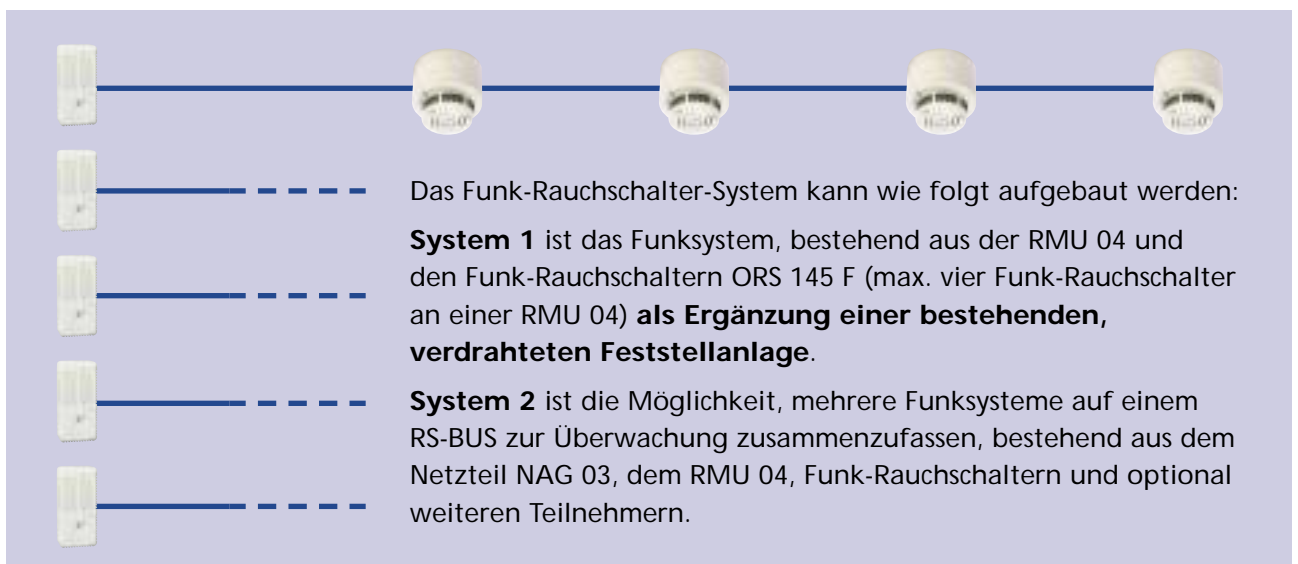 Das Funk-Rauchschalter-System kann wie folgt aufgebaut werden:
System 1 ist das Funksystem, bestehend aus der RMU 04 und
den Funk-Rauchschaltern ORS 145 F (max. vier Funk-Rauchschalter
an einer RMU 04) als Ergänzung einer bestehenden,
verdrahteten Feststellanlage.
System 2 ist die Möglichkeit, mehrere Funksysteme auf einem
RS-BUS zur Überwachung zusammenzufassen, bestehend aus dem
Netzteil NAG 03, dem RMU 04, Funk-Rauchschaltern und optional
weiteren Teilnehmern.